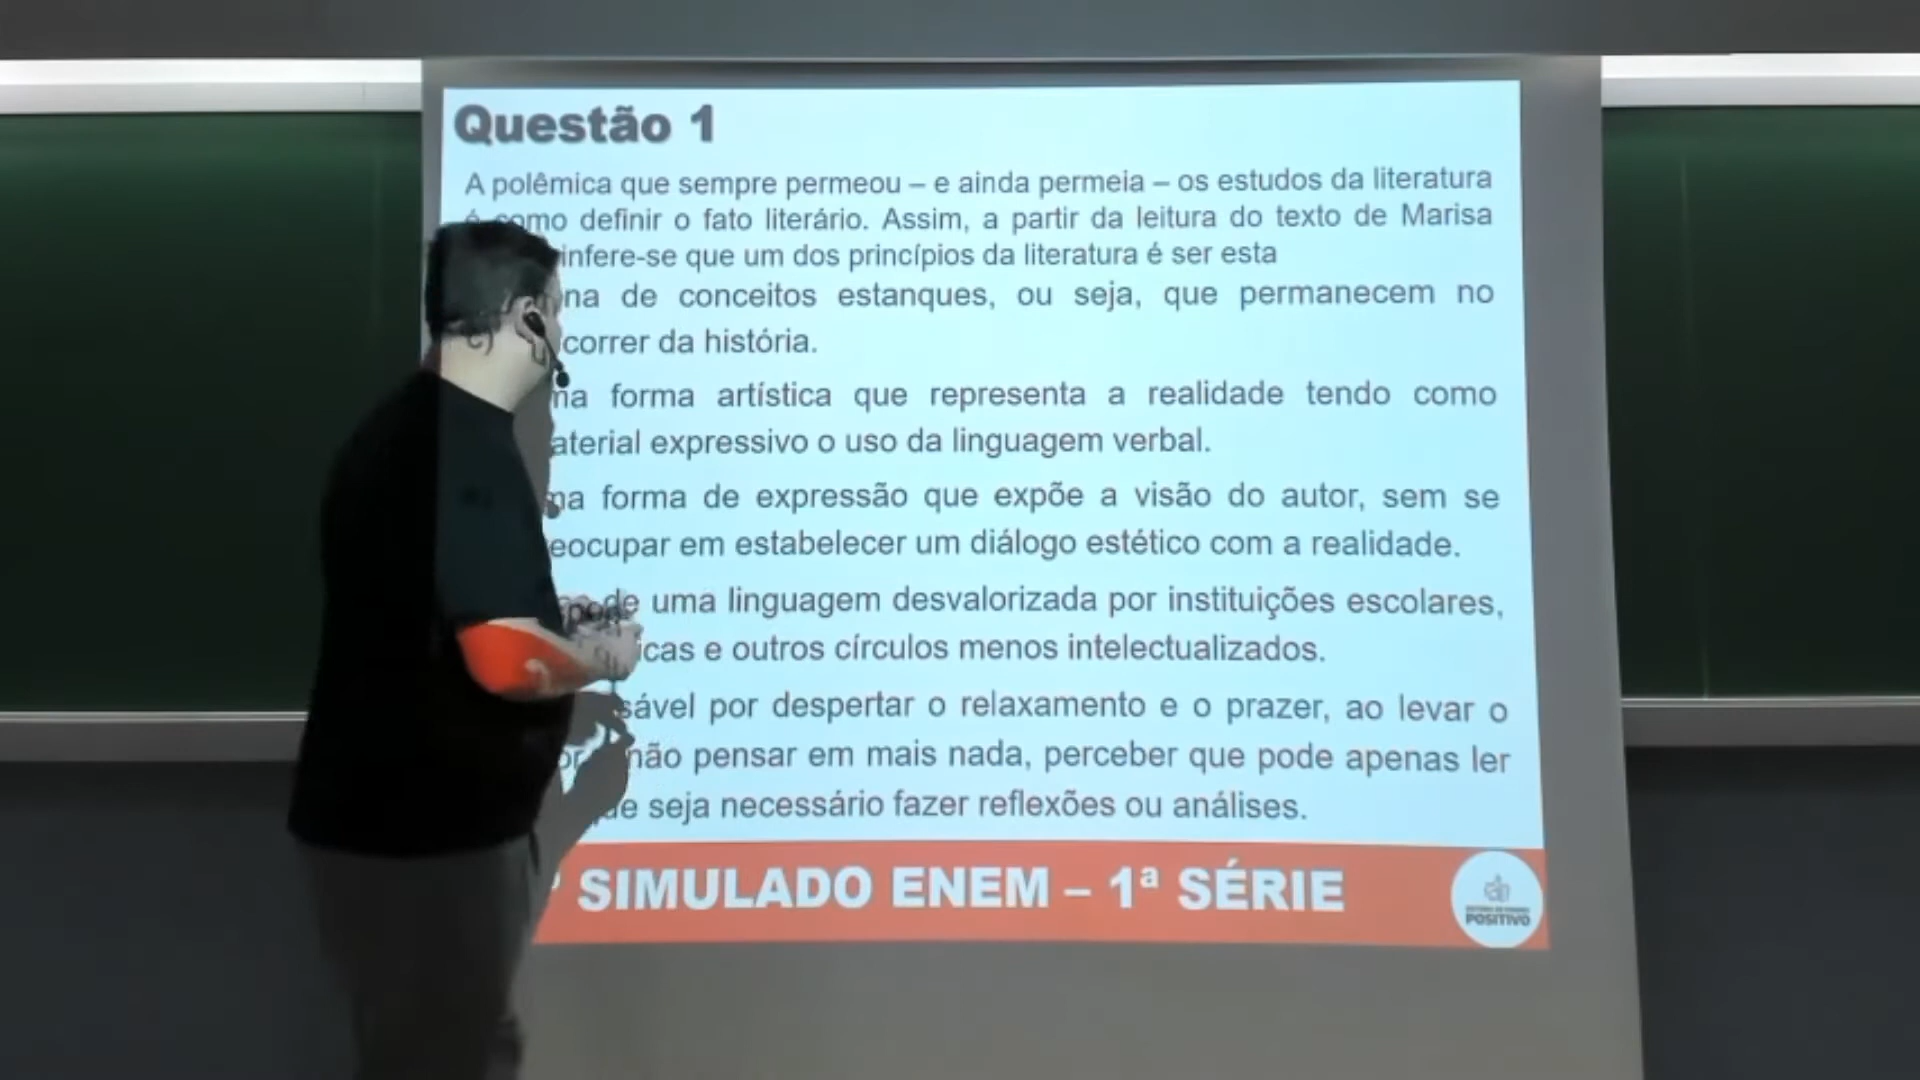 Questão 1
A polêmica que sempre permeou – e ainda permeia – os estudos da literatura
é como definir o fato literário. Assim, a partir da leitura do texto de Marisa
infere-se que um dos princípios da literatura é ser esta
de conceitos estanques, ou seja, que permanecem no
correr da história.
forma artística que representa a realidade tendo como
material expressivo o uso da linguagem verbal.
forma de expressão que expõe a visão do autor, sem se
preocupar em estabelecer um diálogo estético com a realidade.
uma linguagem desvalorizada por instituições escolares,
e outros círculos menos intelectualizados.
por despertar o relaxamento e o prazer, ao levar o
não pensar em mais nada, perceber que pode apenas ler
seja necessário fazer reflexões ou análises.
SIMULADO ENEM – 1ª SÉRIE
POSITIVO